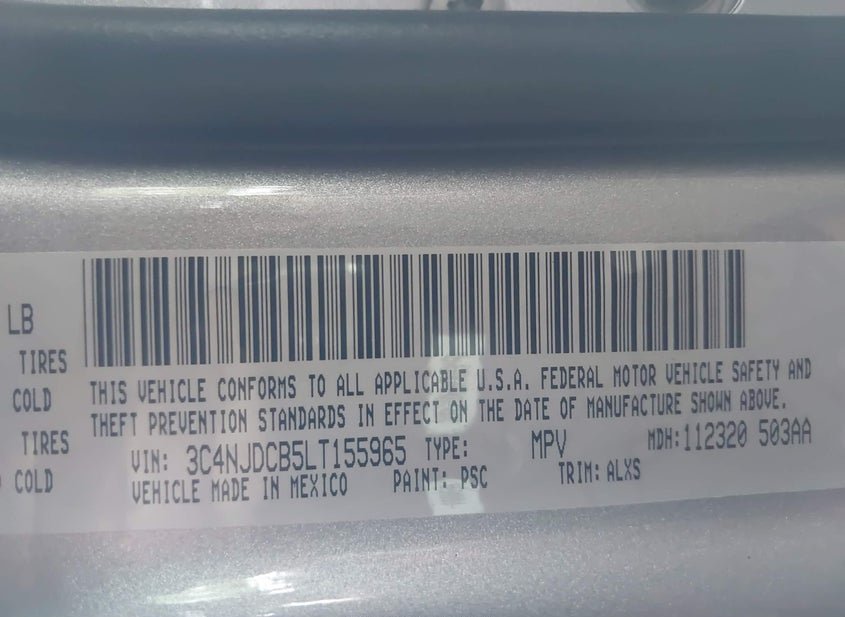 LB
TIRES
COLD
THIS VEHICLE CONFORMS TO ALL APPLICABLE U.S.A. FEDERAL MOTOR VEHICLE SAFETY AND
THEFT PREVENTION STANDARDS IN EFFECT ON THE DATE OF MANUFACTURE SHOWN ABOVE.
TIRES
VIN: 3C4NJDCB5LT155965 TYPE: MPV MDH:112320 503AA
COLD
VEHICLE MADE IN MEXICO PAINT: PSC TRIM: ALXS